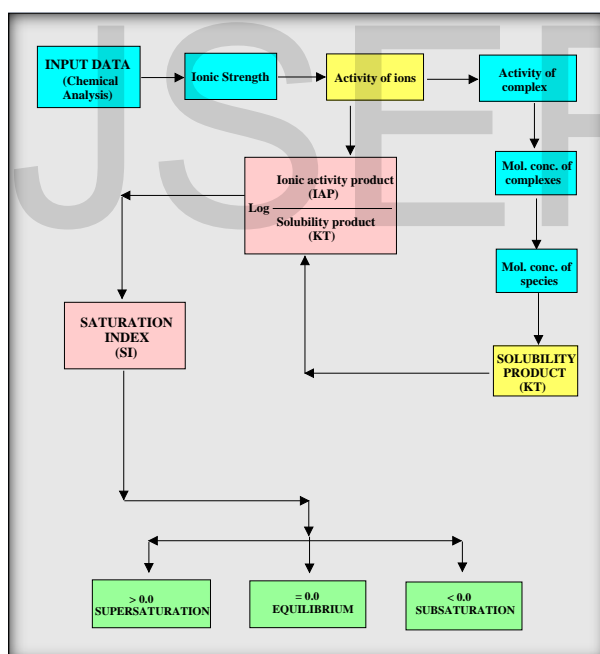 INPUT DATA
(Chemical
Analysis)
Ionic Strength
Activity of ions
Activity of
complex
Ionic activity product
(IAP)
Log
Solubility product
(KT)
Mol. conc. of
complexes
Mol. conc. of
species
SATURATION
INDEX
(SI)
SOLUBILITY
PRODUCT
(KT)
> 0.0
SUPERSATURATION
= 0.0
EQUILIBRIUM
< 0.0
SUBSATURATION